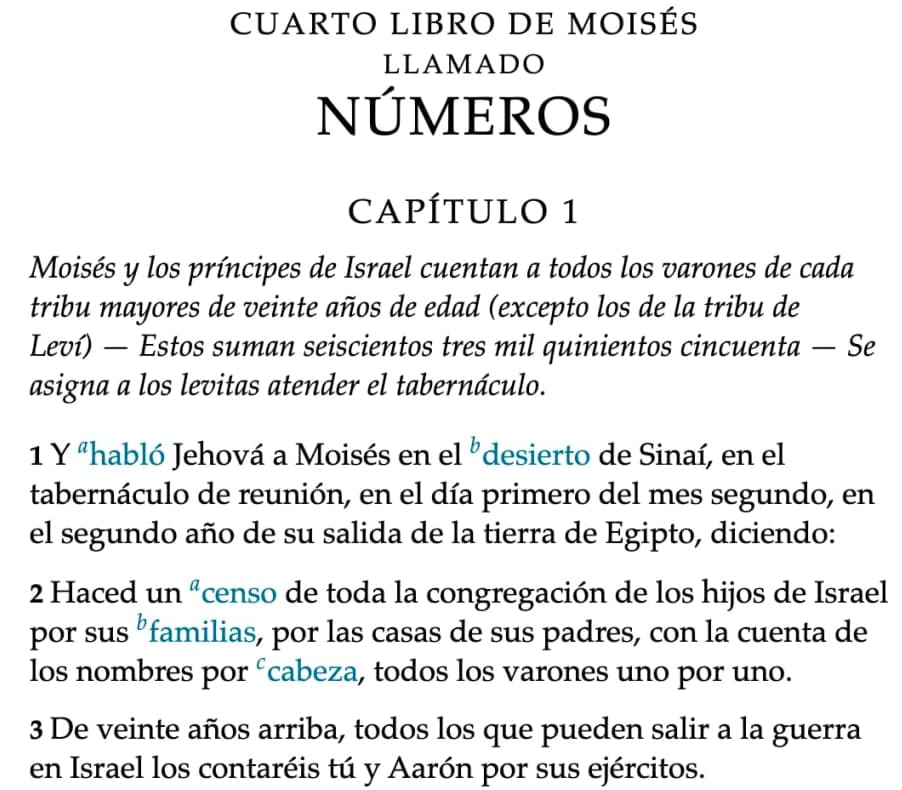 CUARTO LIBRO DE MOISÉS
LLAMADO
NÚMEROS
CAPÍTULO 1
Moisés y los príncipes de Israel cuentan a todos los varones de cada
tribu mayores de veinte años de edad (excepto los de la tribu de
Leví) — Estos suman seiscientos tres mil quinientos cincuenta — Se
asigna a los levitas atender el tabernáculo.
1 Y ahabló Jehová a Moisés en el bdesierto de Sinaí, en el
tabernáculo de reunión, en el día primero del mes segundo, en
el segundo año de su salida de la tierra de Egipto, diciendo:
2 Haced un acenso de toda la congregación de los hijos de Israel
por sus bfamilias, por las casas de sus padres, con la cuenta de
los nombres por ccabeza, todos los varones uno por uno.
3 De veinte años arriba, todos los que pueden salir a la guerra
en Israel los contaréis tú y Aarón por sus ejércitos.